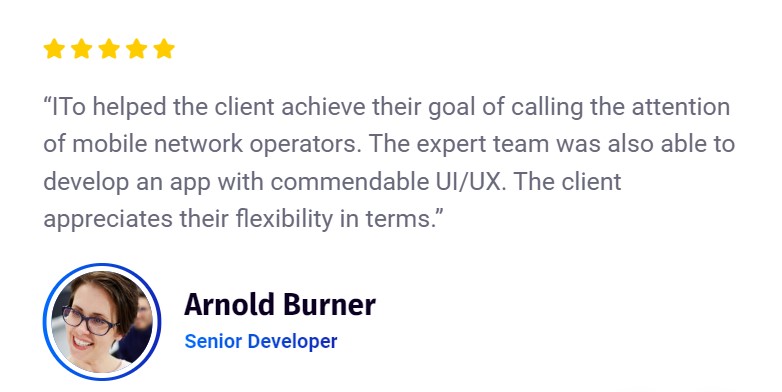 “ITo helped the client achieve their goal of calling the attention
of mobile network operators. The expert team was also able to
develop an app with commendable UI/UX. The client
appreciates their flexibility in terms.”
Arnold Burner
Senior Developer